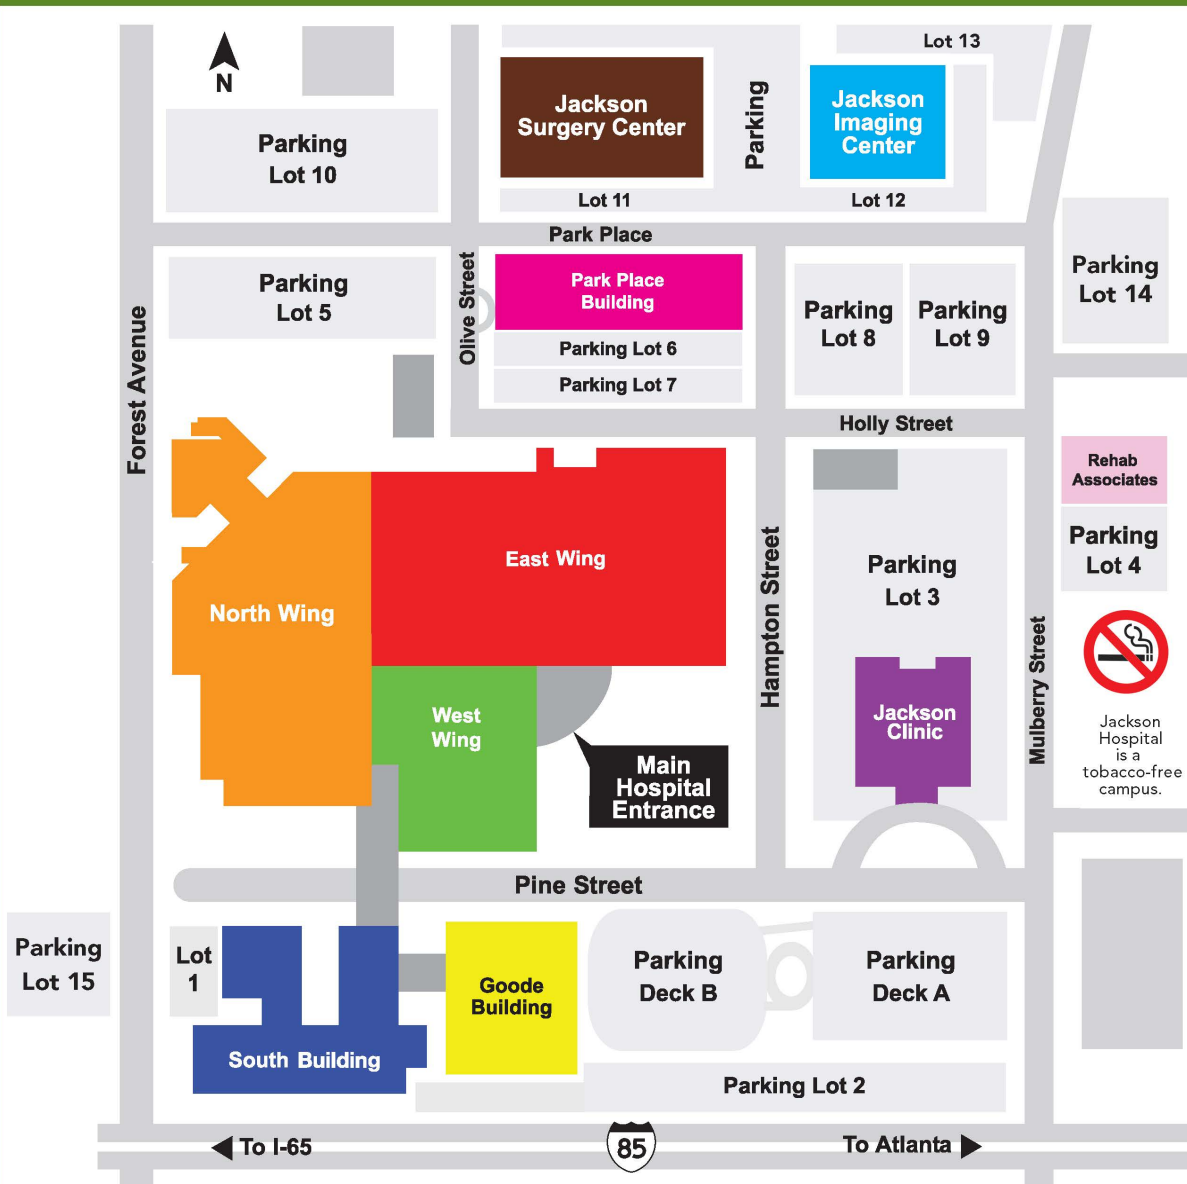 N
Parking
Lot 10
Jackson
Surgery Center
Lot 11
Parking
Lot 13
Jackson
Imaging
Center
Lot 12
Park Place
Parking
Lot 5
Olive Street
Park Place
Building
Parking Lot 6
Parking Lot 7
Parking
Lot 8
Parking
Lot 9
Parking
Lot 14
Forest Avenue
Holly Street
Rehab
Associates
Parking
Lot 4
East Wing
North Wing
West
Wing
Main
Hospital
Entrance
Hampton Street
Parking
Lot 3
Jackson
Clinic
Mulberry Street
Jackson
Hospital
is a
tobacco-free
campus.
Pine Street
Parking
Lot 15
Lot
1
South Building
Goode
Building
Parking
Deck B
Parking
Deck A
Parking Lot 2
To I-65
85
To Atlanta